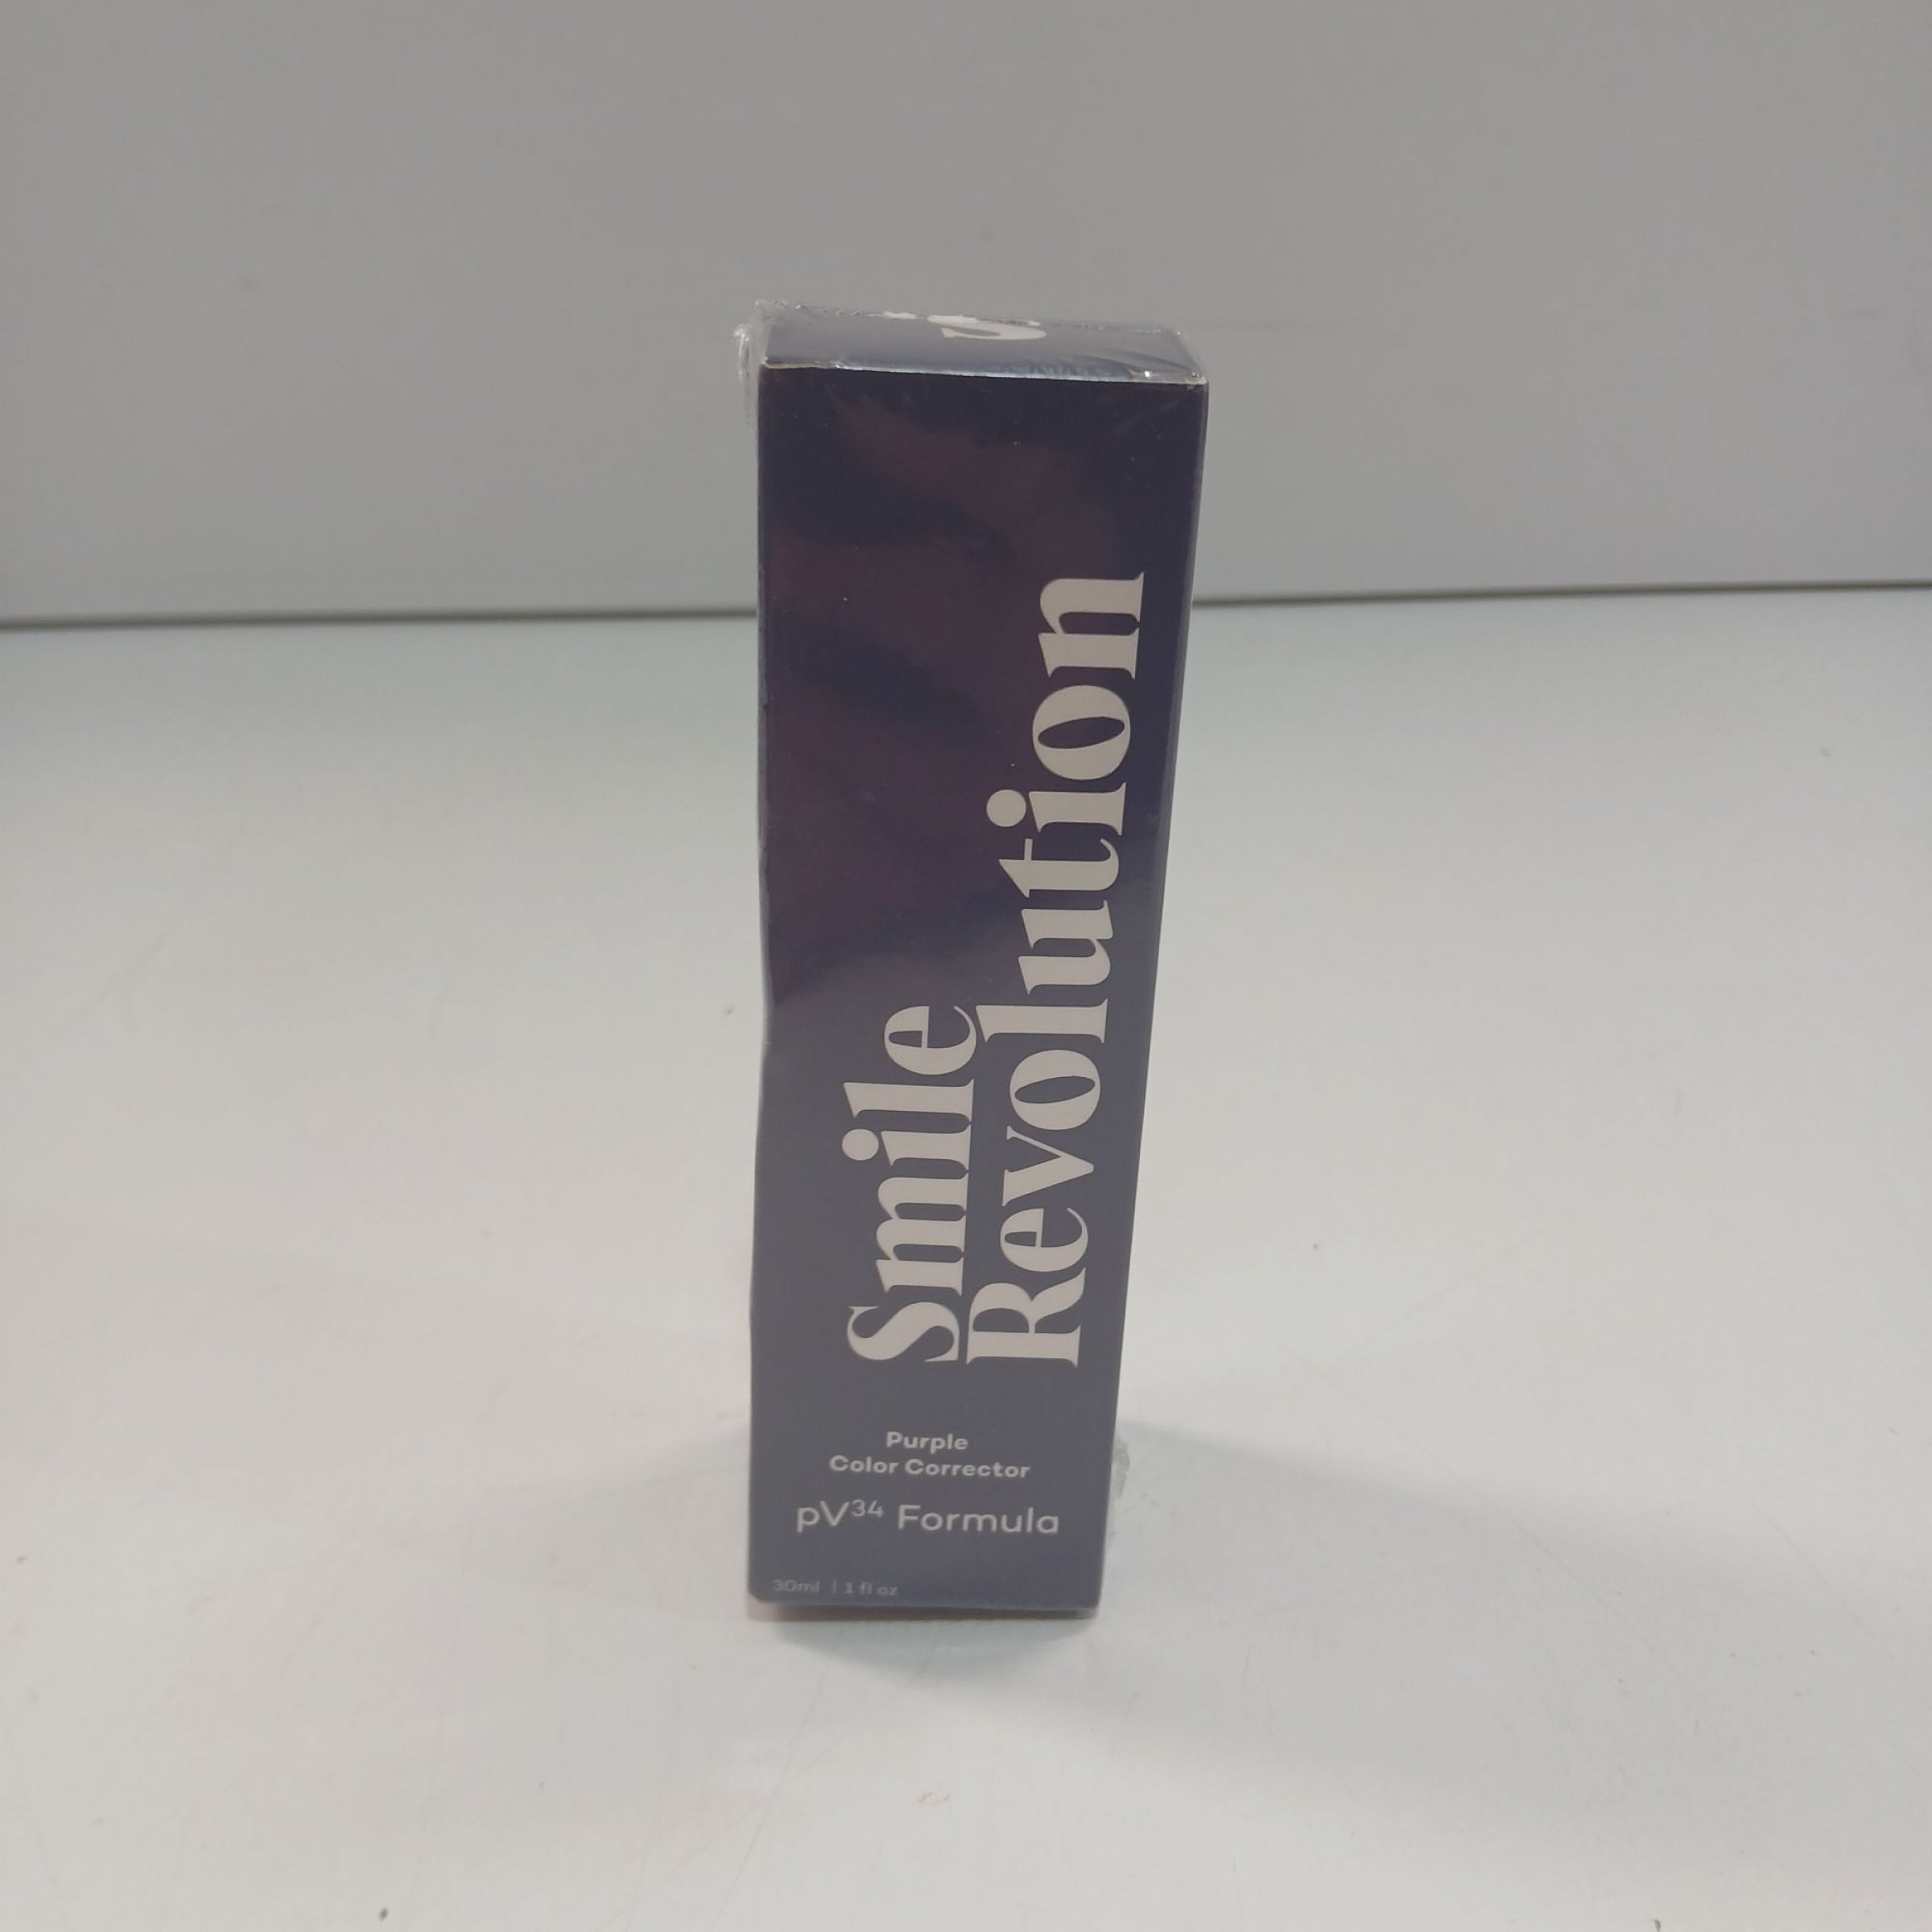 Smile
Revolution
Purple
Color Corrector
pV³⁴ Formula
30ml | 1 fl oz